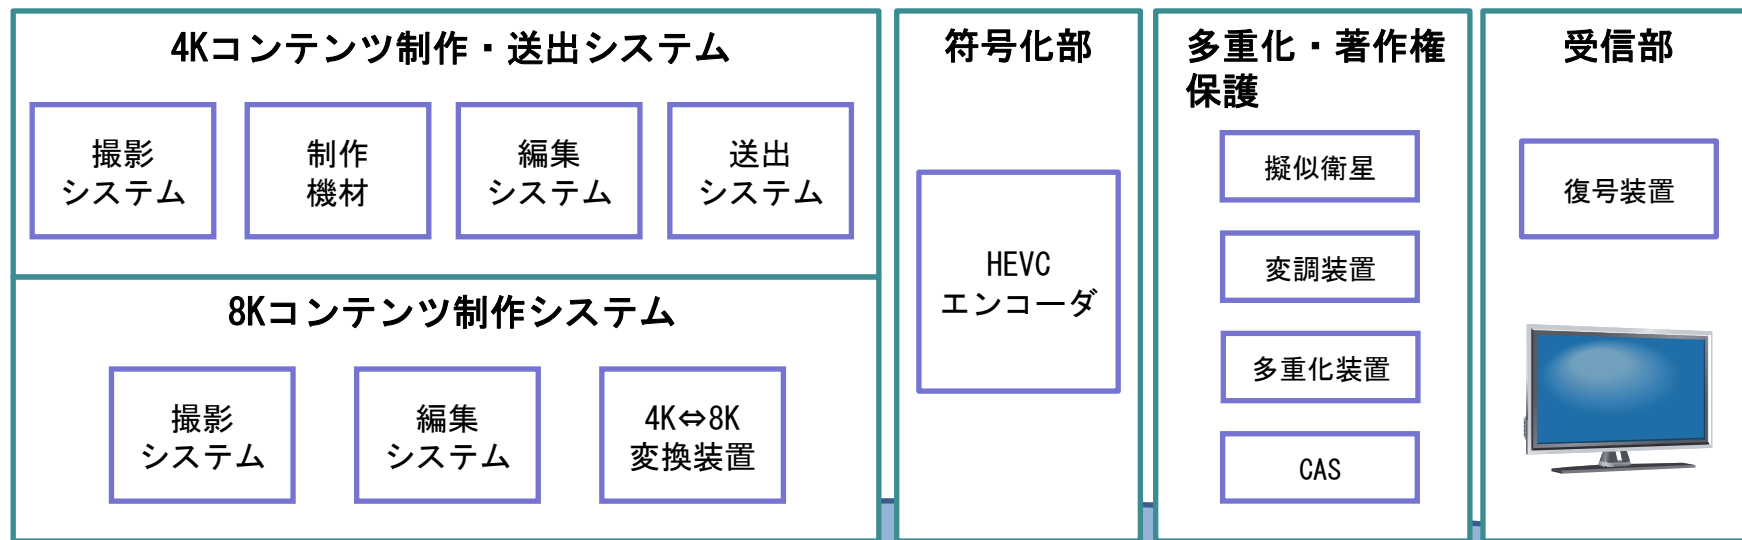 4Kコンテンツ制作・送出システム
撮影
システム
制作
機材
編集
システム
送出
システム
8Kコンテンツ制作システム
撮影
システム
編集
システム
4K⇔8K
変換装置
符号化部
HEVC
エンコーダ
多重化・著作権
保護
擬似衛星
変調装置
多重化装置
CAS
受信部
復号装置